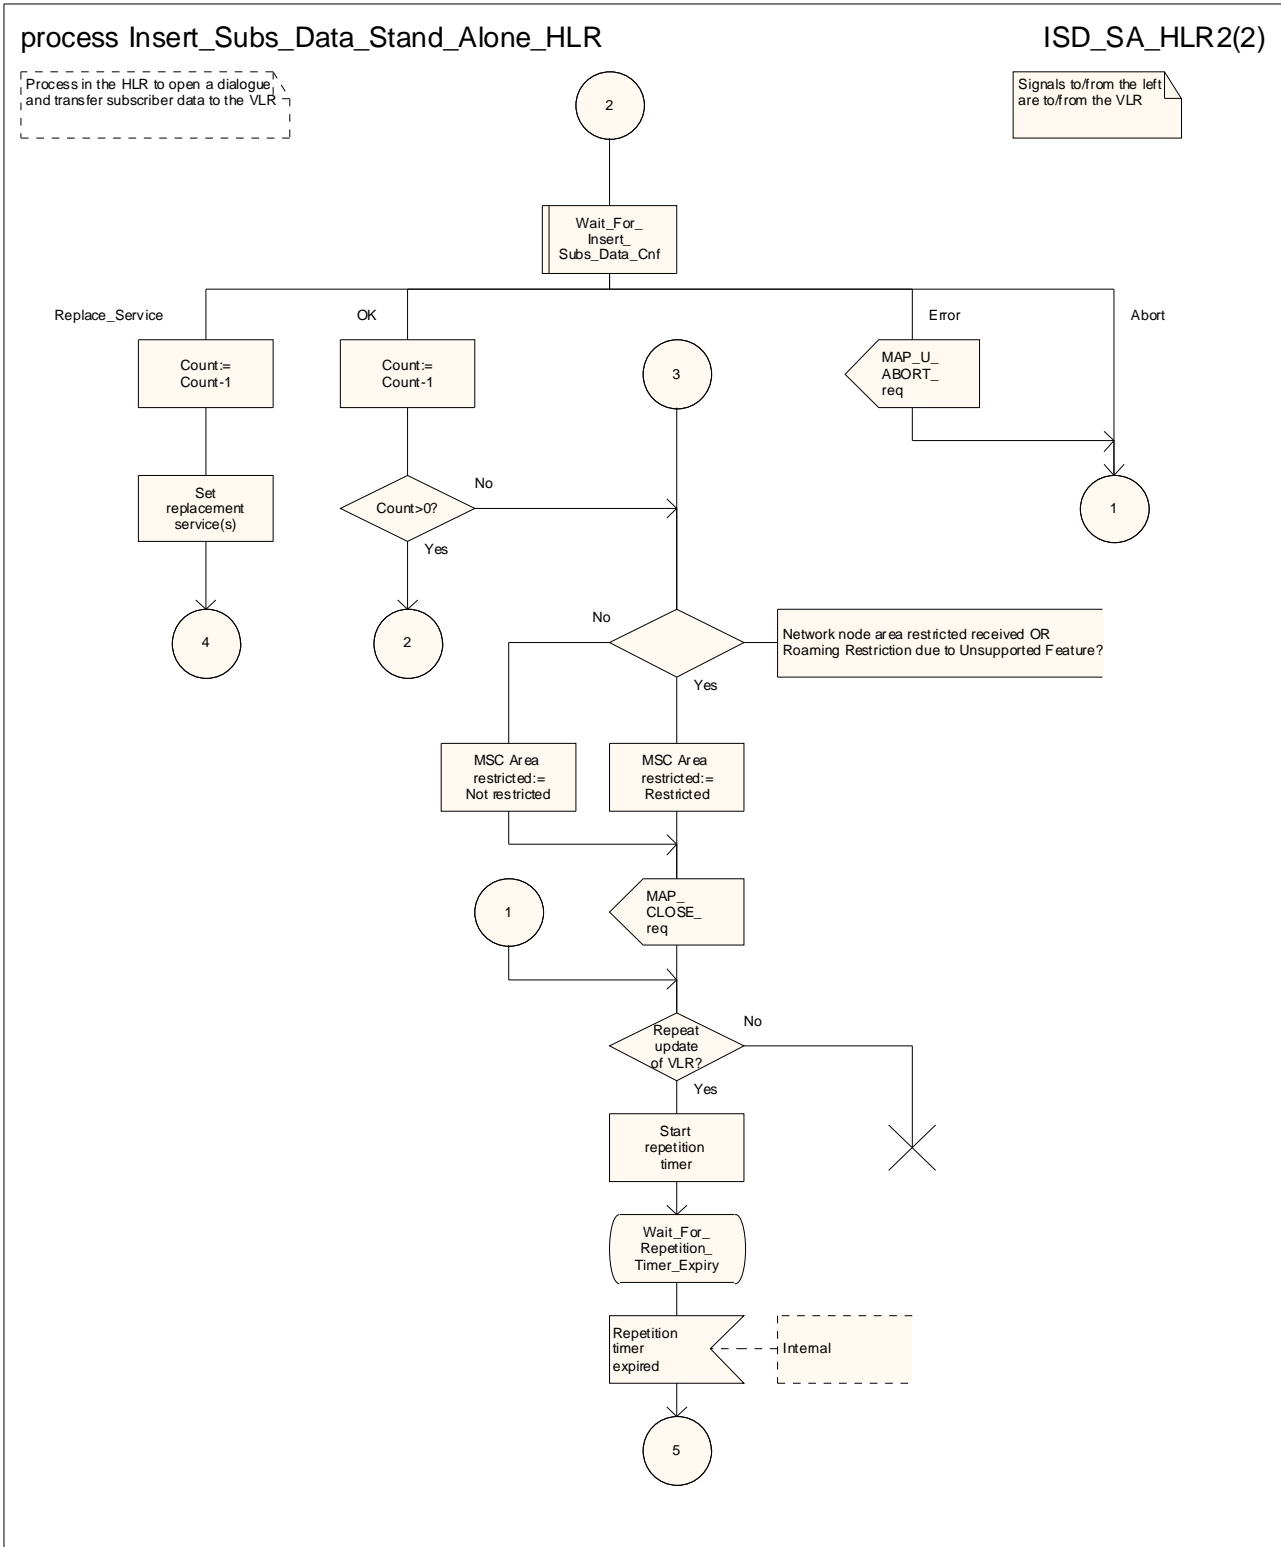 process Insert_Subs_Data_Stand_Alone_HLR
ISD_SA_HLR2(2)
Process in the HLR to open a dialogue
and transfer subscriber data to the VLR
2
Signals to/from the left
are to/from the VLR
Wait_For_
Insert_
Subs_Data_Cnf
Replace_Service
OK
Error
Abort
Count:=
Count-1
Count:=
Count-1
3
MAP_U_
ABORT_
req
Set
replacement
service(s)
Count>0?
No
Yes
1
4
2
No
Yes
Network node area restricted received OR
Roaming Restriction due to Unsupported Feature?
MSC Area
restricted:=
Not restricted
MSC Area
restricted:=
Restricted
1
MAP_
CLOSE_
req
Repeat
update
of VLR?
No
Yes
Start
repetition
timer
Wait_For_
Repetition_
Timer_Expiry
Repetition
timer
expired
Internal
5